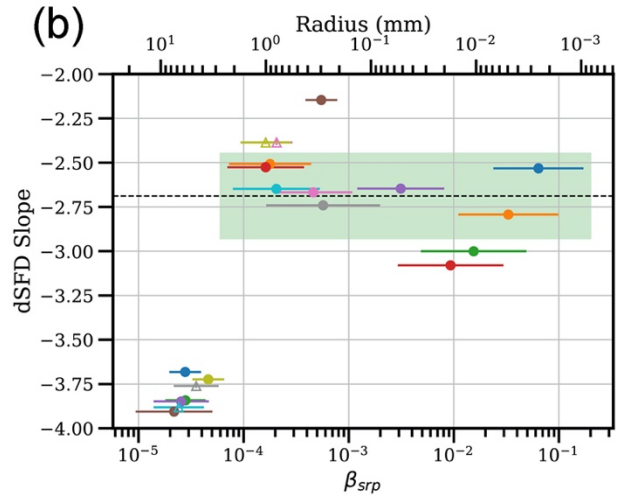 (b)
Radius (mm)
10¹ 10⁰ 10⁻¹ 10⁻² 10⁻³
−2.00
−2.25
−2.50
−2.75
−3.00
−3.25
−3.50
−3.75
−4.00
dSFD Slope
10⁻⁵ 10⁻⁴ 10⁻³ 10⁻² 10⁻¹
βsrp